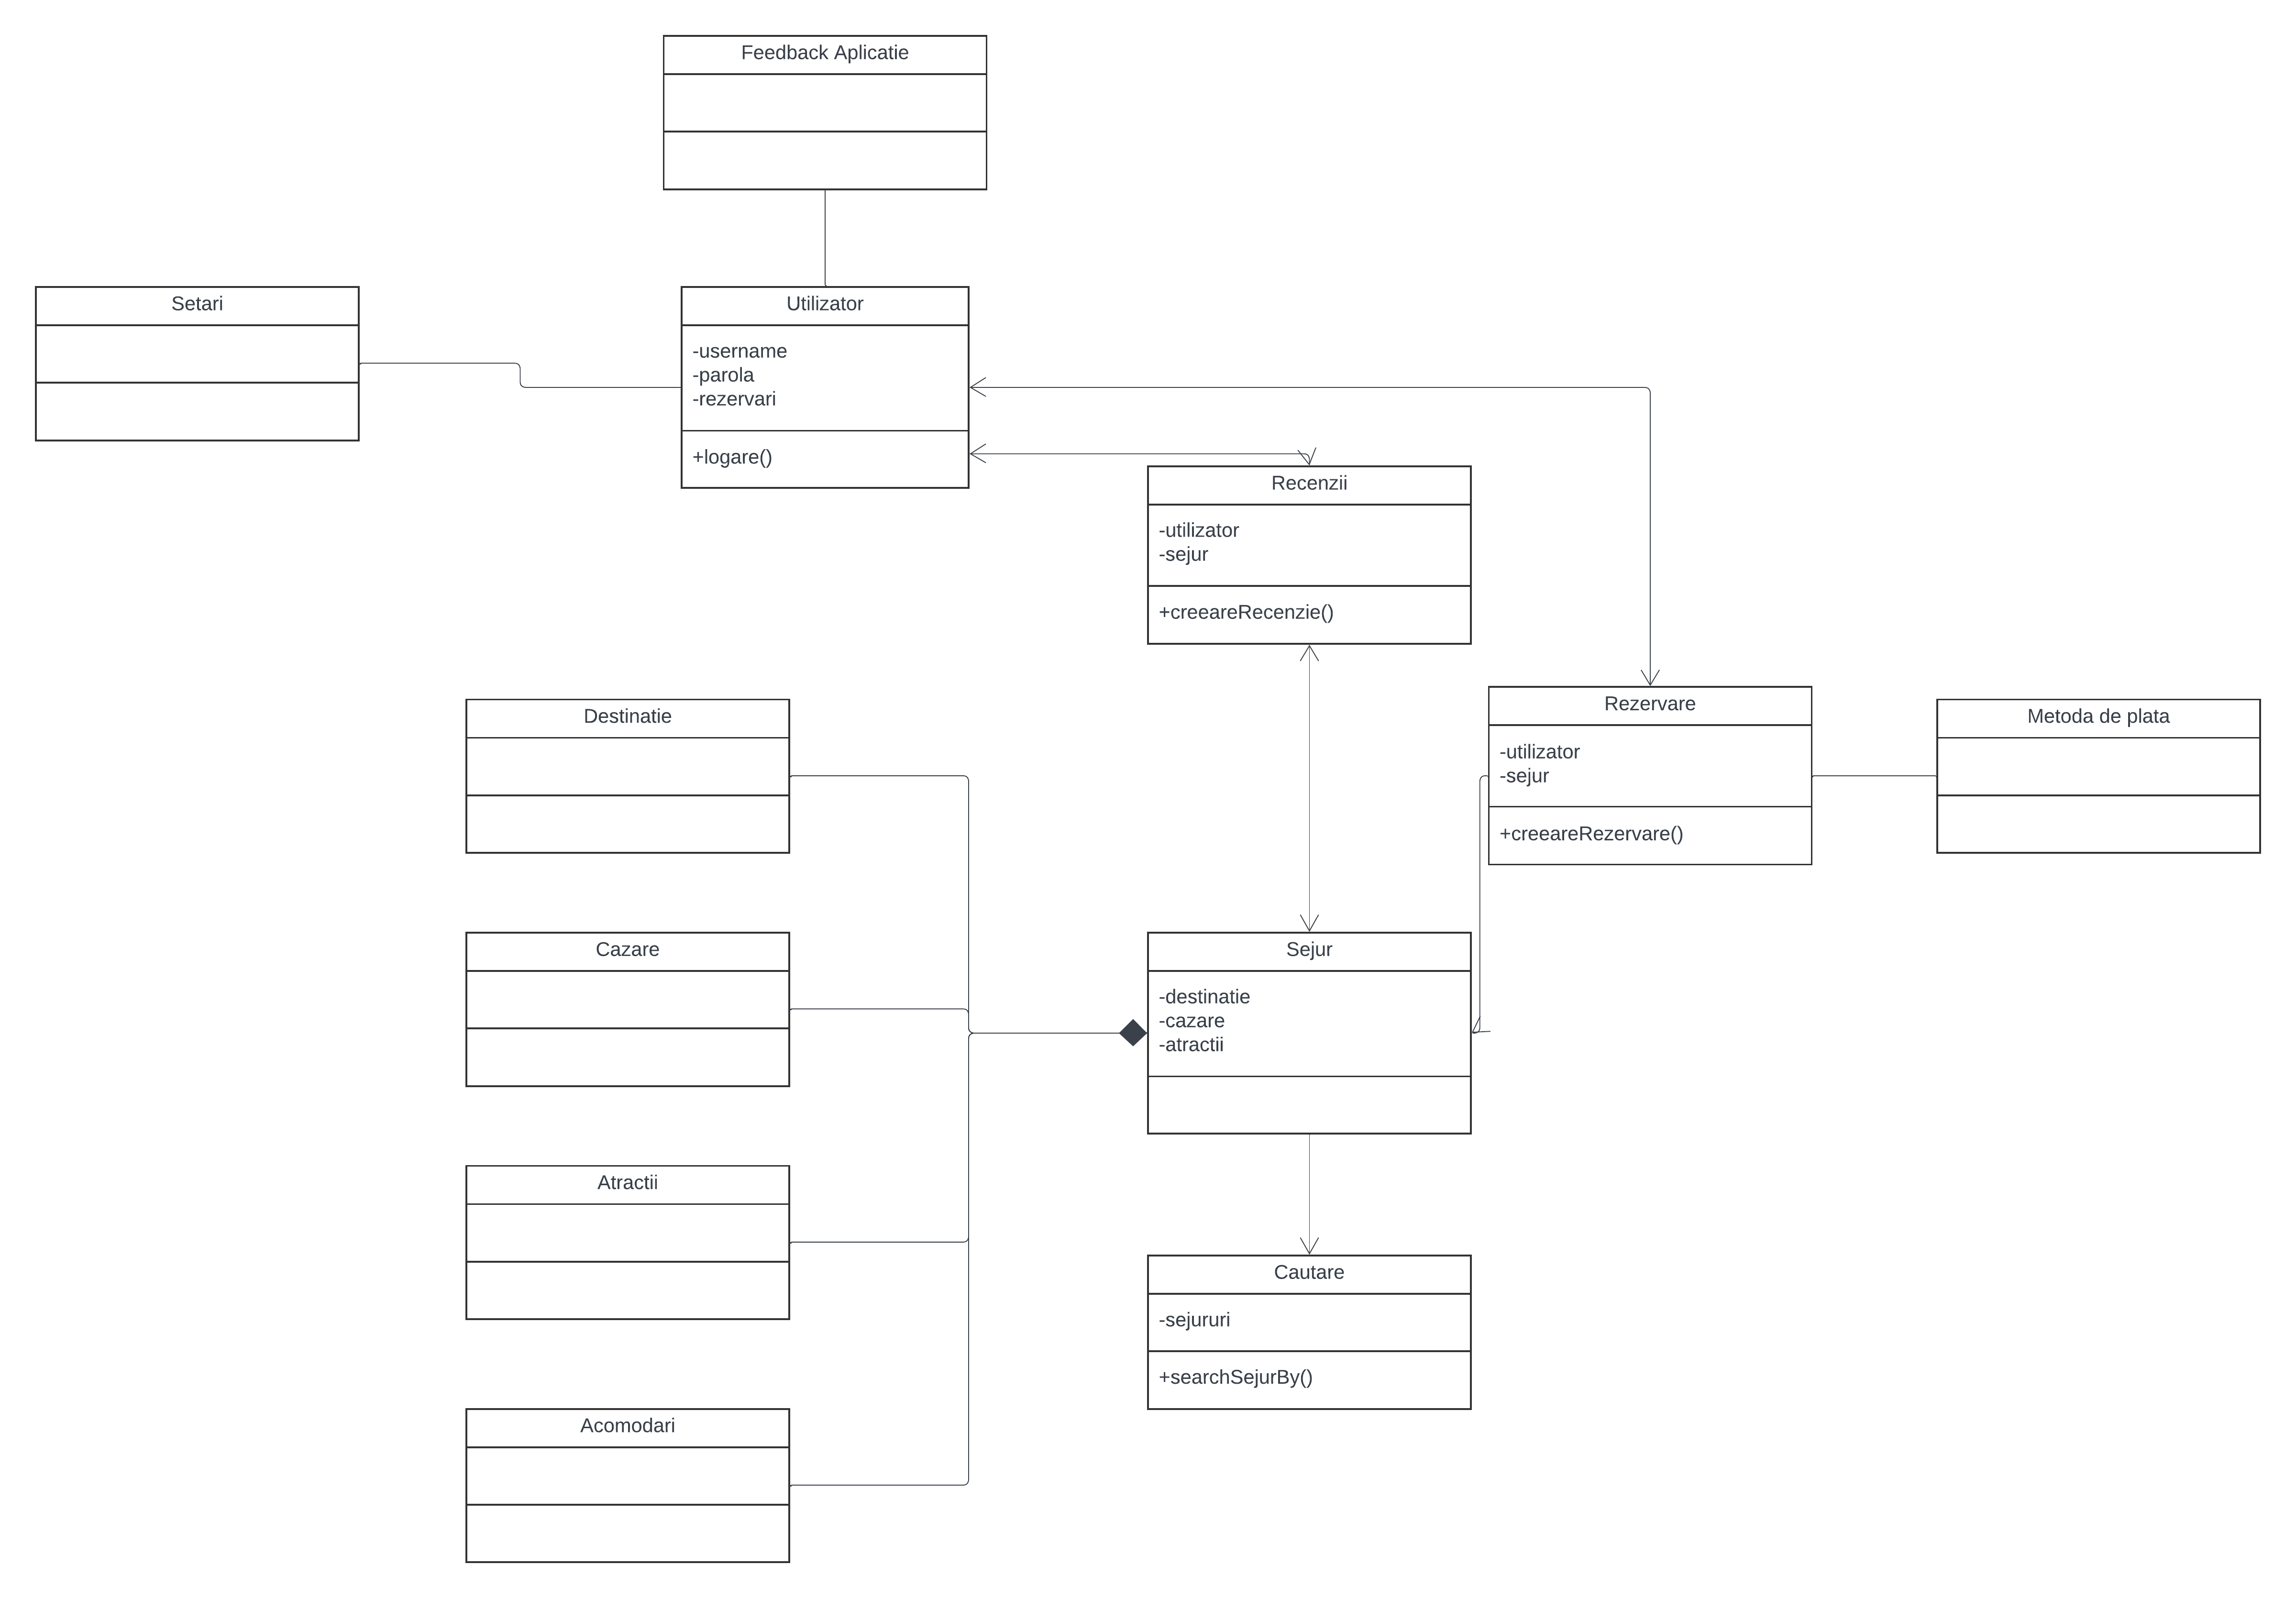 Feedback Aplicatie
Setari
Utilizator
-username
-parola
-rezervari
+logare()
Recenzii
-utilizator
-sejur
+creeareRecenzie()
Rezervare
-utilizator
-sejur
+creeareRezervare()
Metoda de plata
Destinatie
Cazare
Sejur
-destinatie
-cazare
-atractii
Atractii
Cautare
-sejururi
+searchSejurBy()
Acomodari